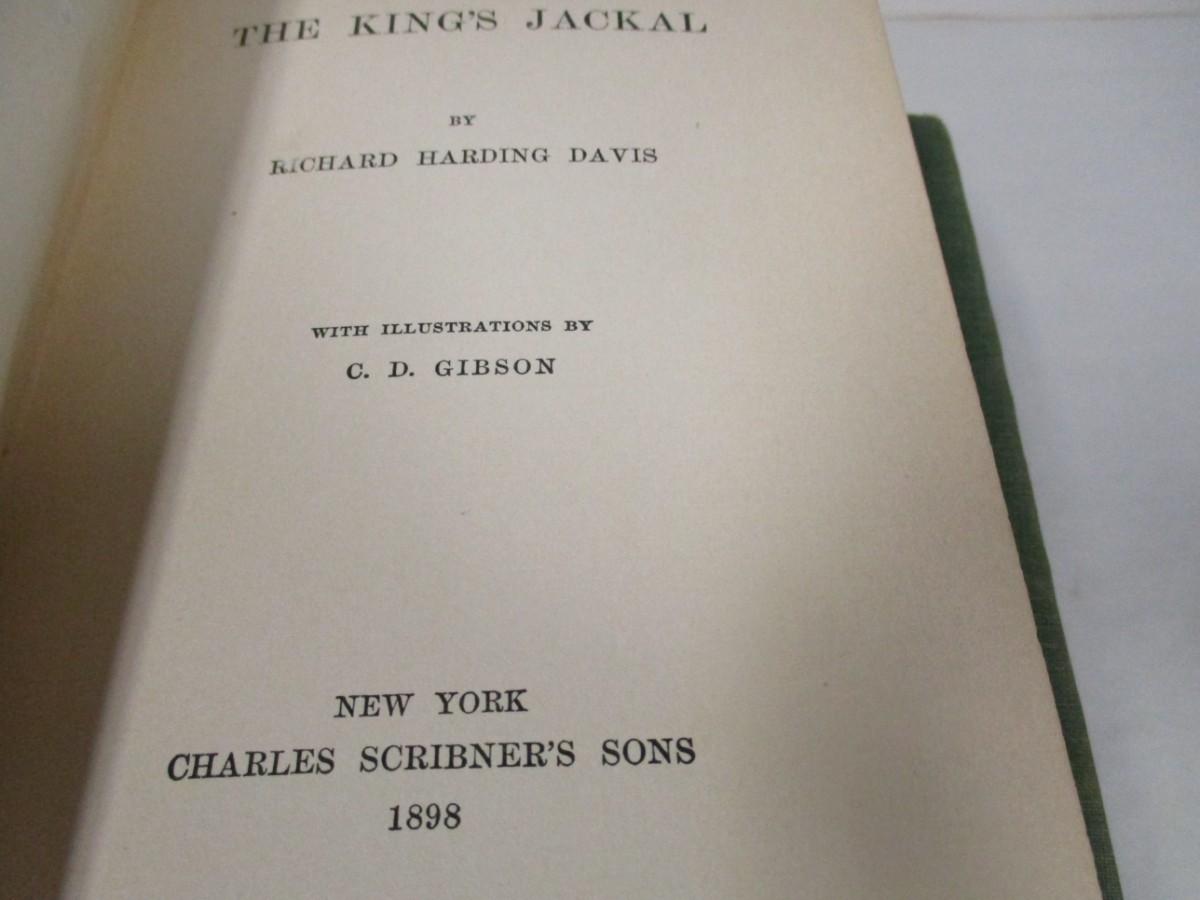 THE KING'S JACKAL
BY
RICHARD HARDING DAVIS
WITH ILLUSTRATIONS BY
C. D. GIBSON
NEW YORK
CHARLES SCRIBNER'S SONS
1898